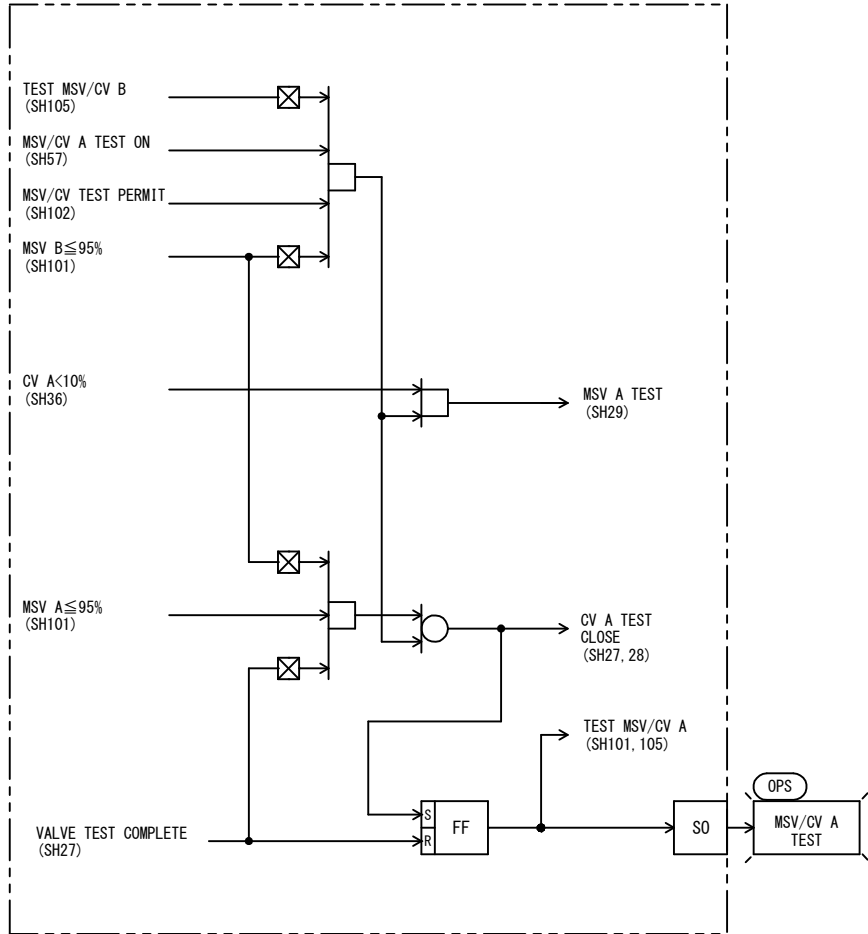 TEST MSV/CV B
(SH105)
MSV/CV A TEST ON
(SH57)
MSV/CV TEST PERMIT
(SH102)
MSV B≦95%
(SH101)
CV A<10%
(SH36)
MSV A TEST
(SH29)
MSV A≦95%
(SH101)
CV A TEST
CLOSE
(SH27, 28)
TEST MSV/CV A
(SH101, 105)
VALVE TEST COMPLETE
(SH27)
S
R
FF
SO
OPS
MSV/CV A
TEST